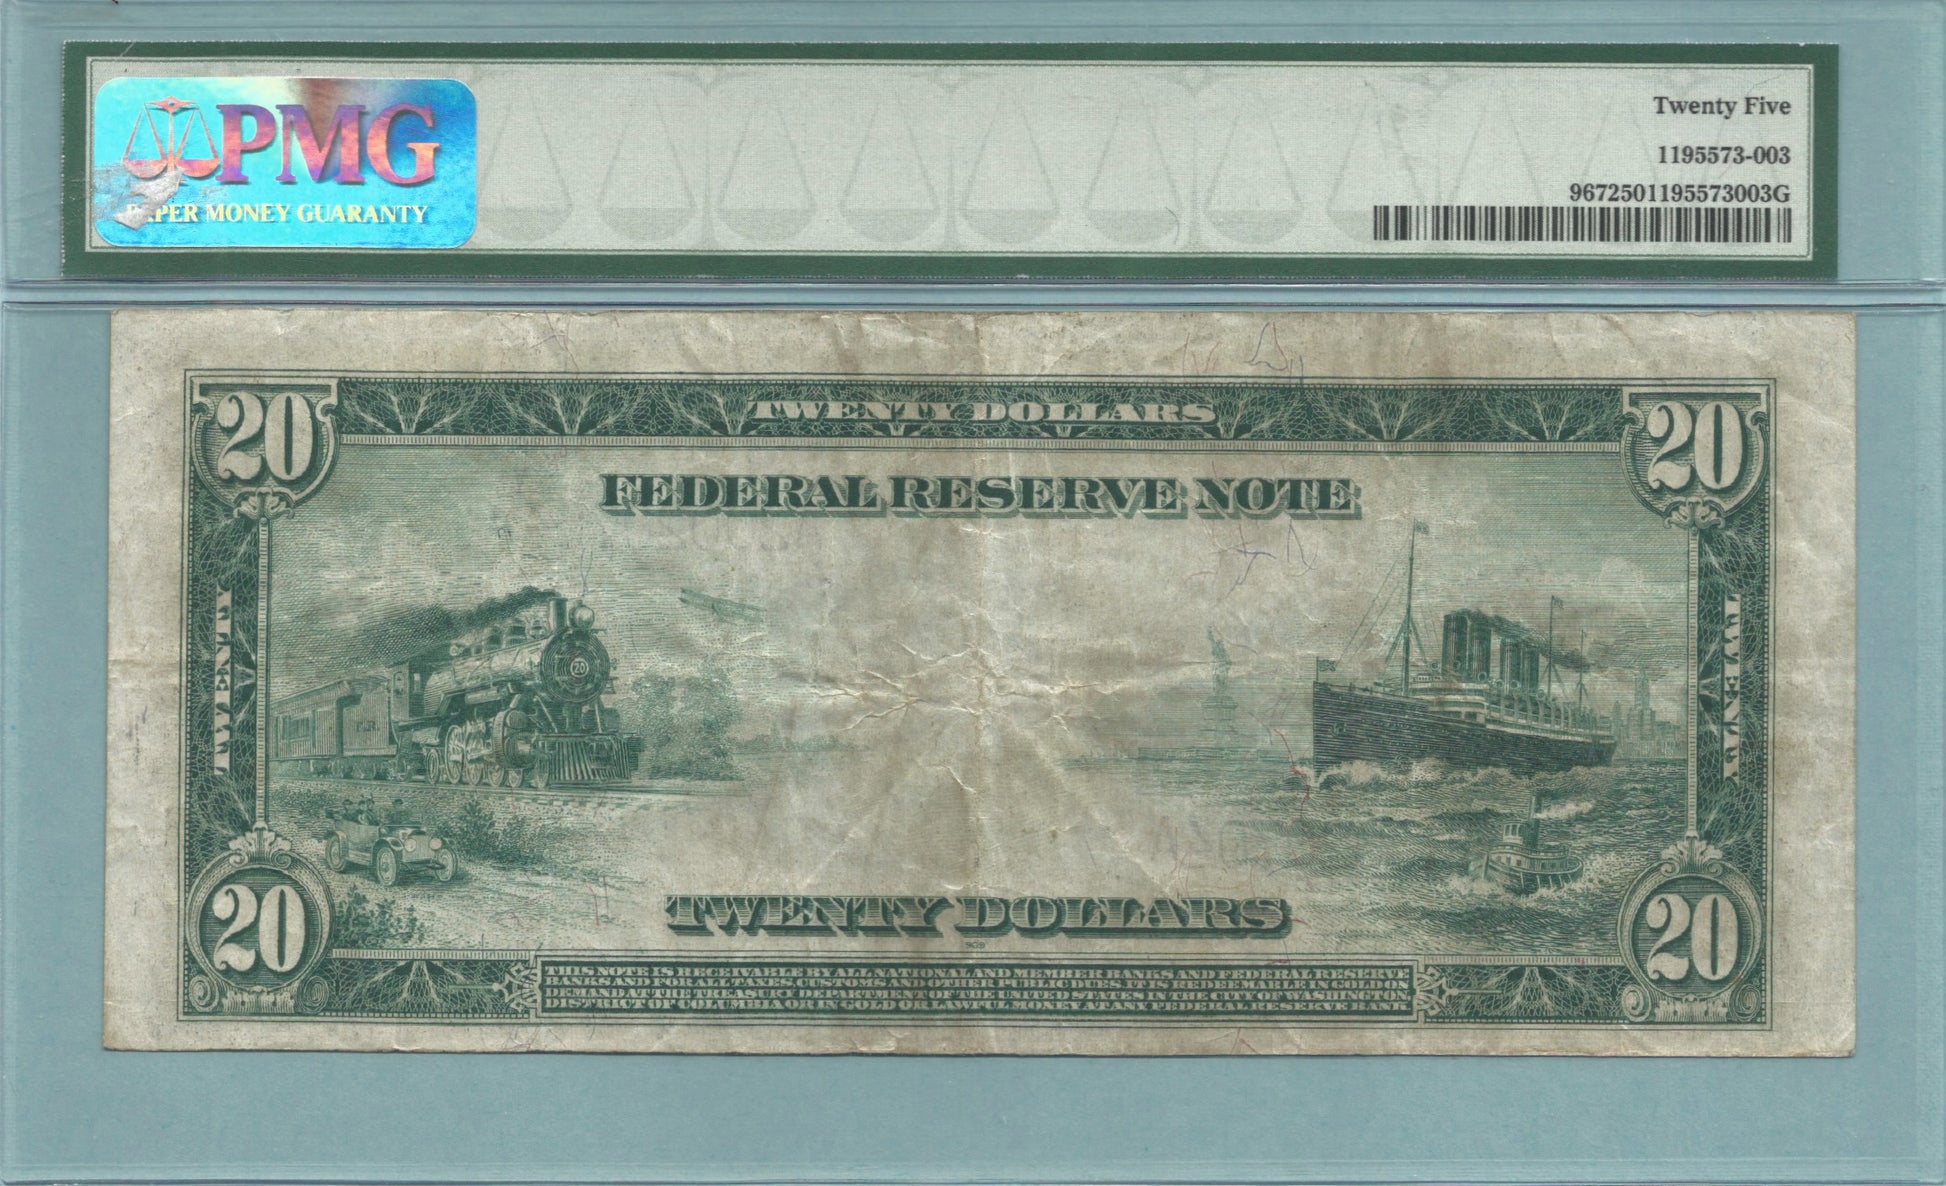 PMG
PAPER MONEY GUARANTY
Twenty Five
1195573-003
9672501195573003G
20 TWENTY DOLLARS 20
FEDERAL RESERVE NOTE
TWENTY
20
TWENTY
TWENTY DOLLARS
908
20
20
THIS NOTE IS RECEIVABLE BY ALL NATIONAL AND MEMBER BANKS AND FEDERAL RESERVE
BANKS AND FOR ALL TAXES, CUSTOMS AND OTHER PUBLIC DUES. IT IS REDEEMABLE IN GOLD ON
DEMAND AT THE TREASURY DEPARTMENT OF THE UNITED STATES IN THE CITY OF WASHINGTON,
DISTRICT OF COLUMBIA OR IN GOLD OR LAWFUL MONEY AT ANY FEDERAL RESERVE BANK.